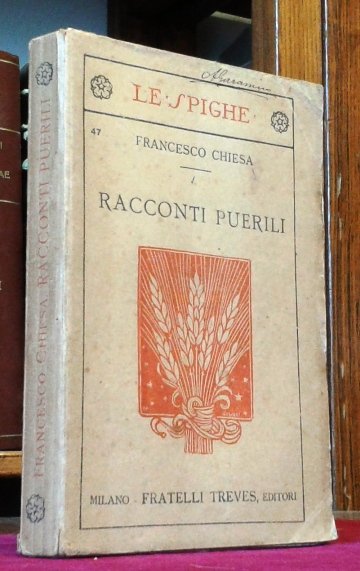 LE SPIGHE
47
FRANCESCO CHIESA
RACCONTI PUERILI
MILANO - FRATELLI TREVES, EDITORI
FRANCESCO CHIESA. RACCONTI PUERILI